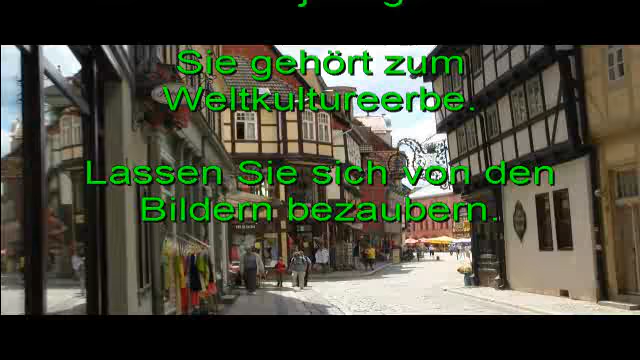 Sie gehört zum
Weltkultureerbe.
Lassen Sie sich von den
Bildern bezaubern.